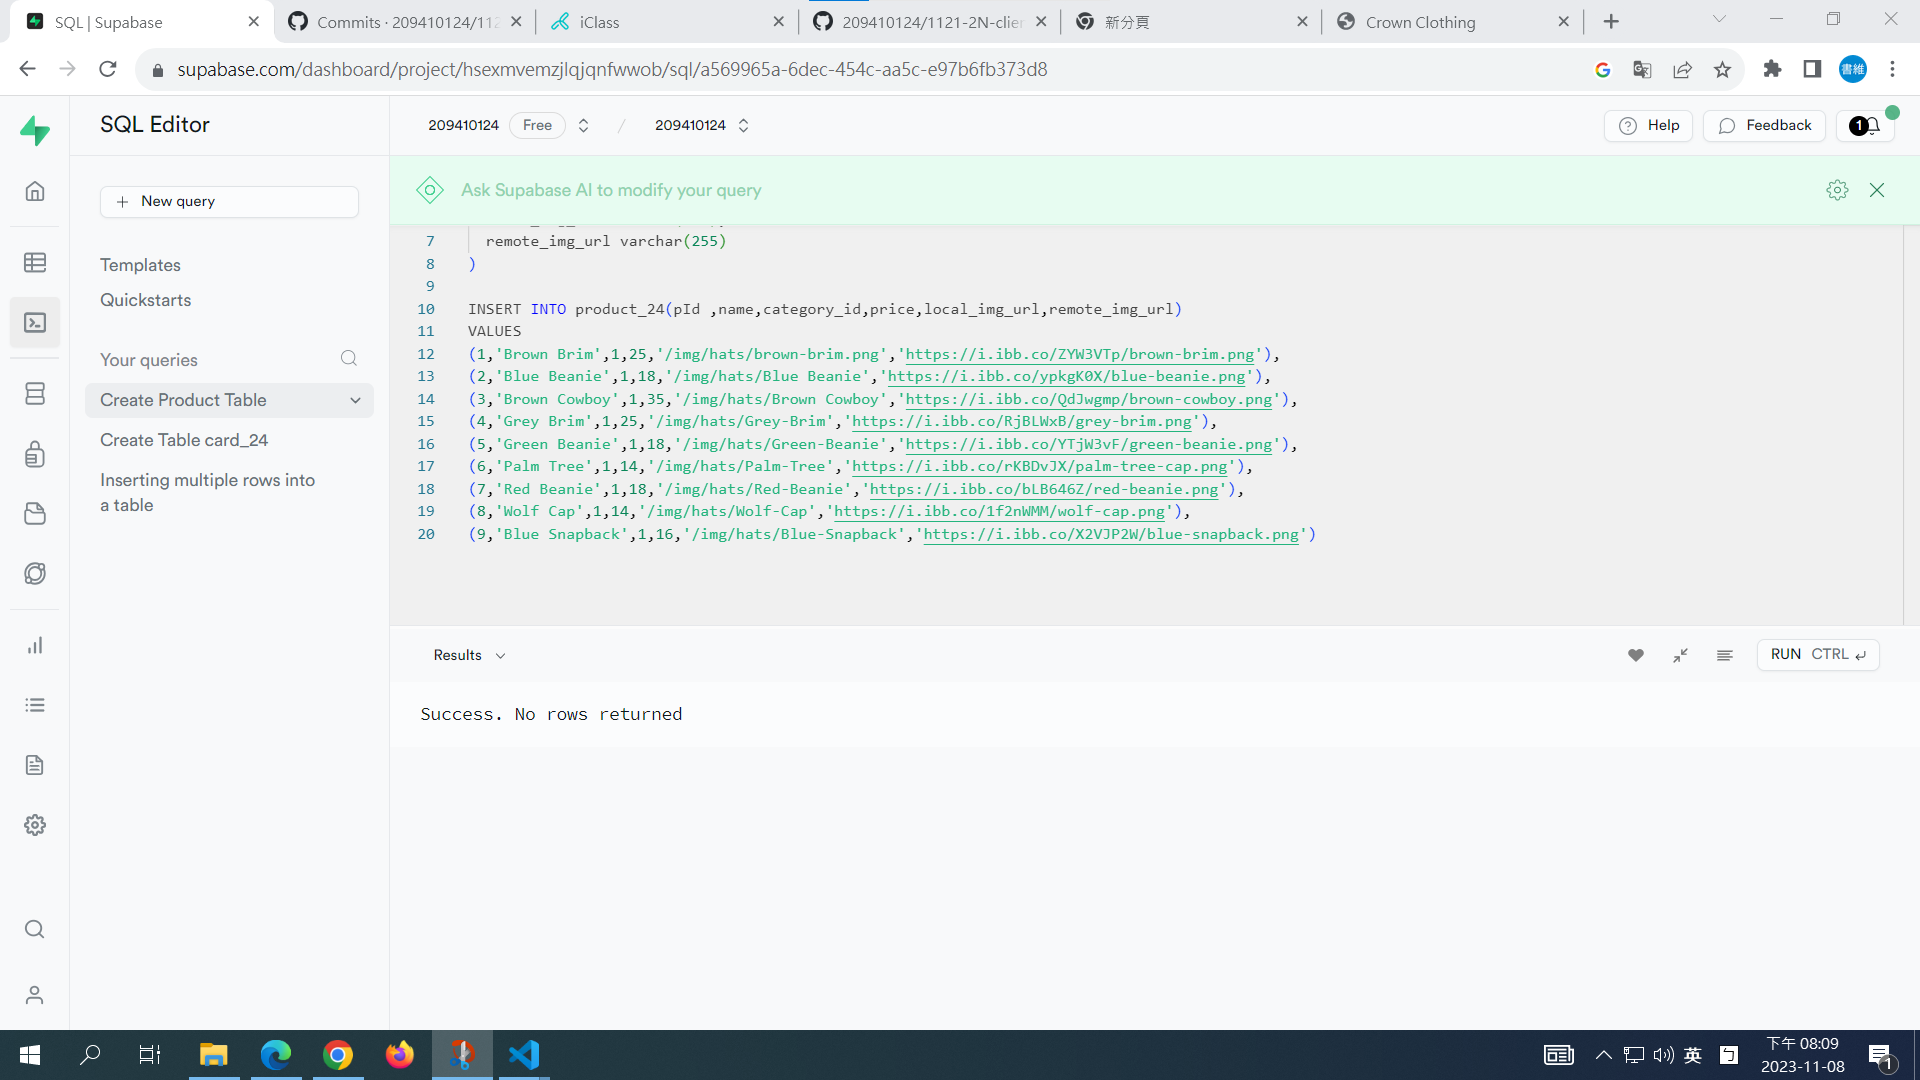 SQL | Supabase
Commits · 209410124/112
iClass
209410124/1121-2N-clien
新分頁
Crown Clothing
supabase.com/dashboard/project/hsexmvemzjlqjqnfwwob/sql/a569965a-6dec-454c-aa5c-e97b6fb373d8
書維
SQL Editor
209410124
Free
/
209410124
Help
Feedback
1
New query
Templates
Quickstarts
Your queries
Create Product Table
Create Table card_24
Inserting multiple rows into
a table
Ask Supabase AI to modify your query
7 remote_img_url varchar(255)
8 )
9
10 INSERT INTO product_24(pId ,name,category_id,price,local_img_url,remote_img_url)
11 VALUES
12 (1,'Brown Brim',1,25,'/img/hats/brown-brim.png','https://i.ibb.co/ZYW3VTp/brown-brim.png'),
13 (2,'Blue Beanie',1,18,'/img/hats/Blue Beanie','https://i.ibb.co/ypkgK0X/blue-beanie.png'),
14 (3,'Brown Cowboy',1,35,'/img/hats/Brown Cowboy','https://i.ibb.co/QdJwgmp/brown-cowboy.png'),
15 (4,'Grey Brim',1,25,'/img/hats/Grey-Brim','https://i.ibb.co/RjBLWxB/grey-brim.png'),
16 (5,'Green Beanie',1,18,'/img/hats/Green-Beanie','https://i.ibb.co/YTjW3vF/green-beanie.png'),
17 (6,'Palm Tree',1,14,'/img/hats/Palm-Tree','https://i.ibb.co/rKBDvJX/palm-tree-cap.png'),
18 (7,'Red Beanie',1,18,'/img/hats/Red-Beanie','https://i.ibb.co/bLB646Z/red-beanie.png'),
19 (8,'Wolf Cap',1,14,'/img/hats/Wolf-Cap','https://i.ibb.co/1f2nWMM/wolf-cap.png'),
20 (9,'Blue Snapback',1,16,'/img/hats/Blue-Snapback','https://i.ibb.co/X2VJP2W/blue-snapback.png')
Results
RUN CTRL ↵
Success. No rows returned
英
ㄅ
下午 08:09
2023-11-08
1